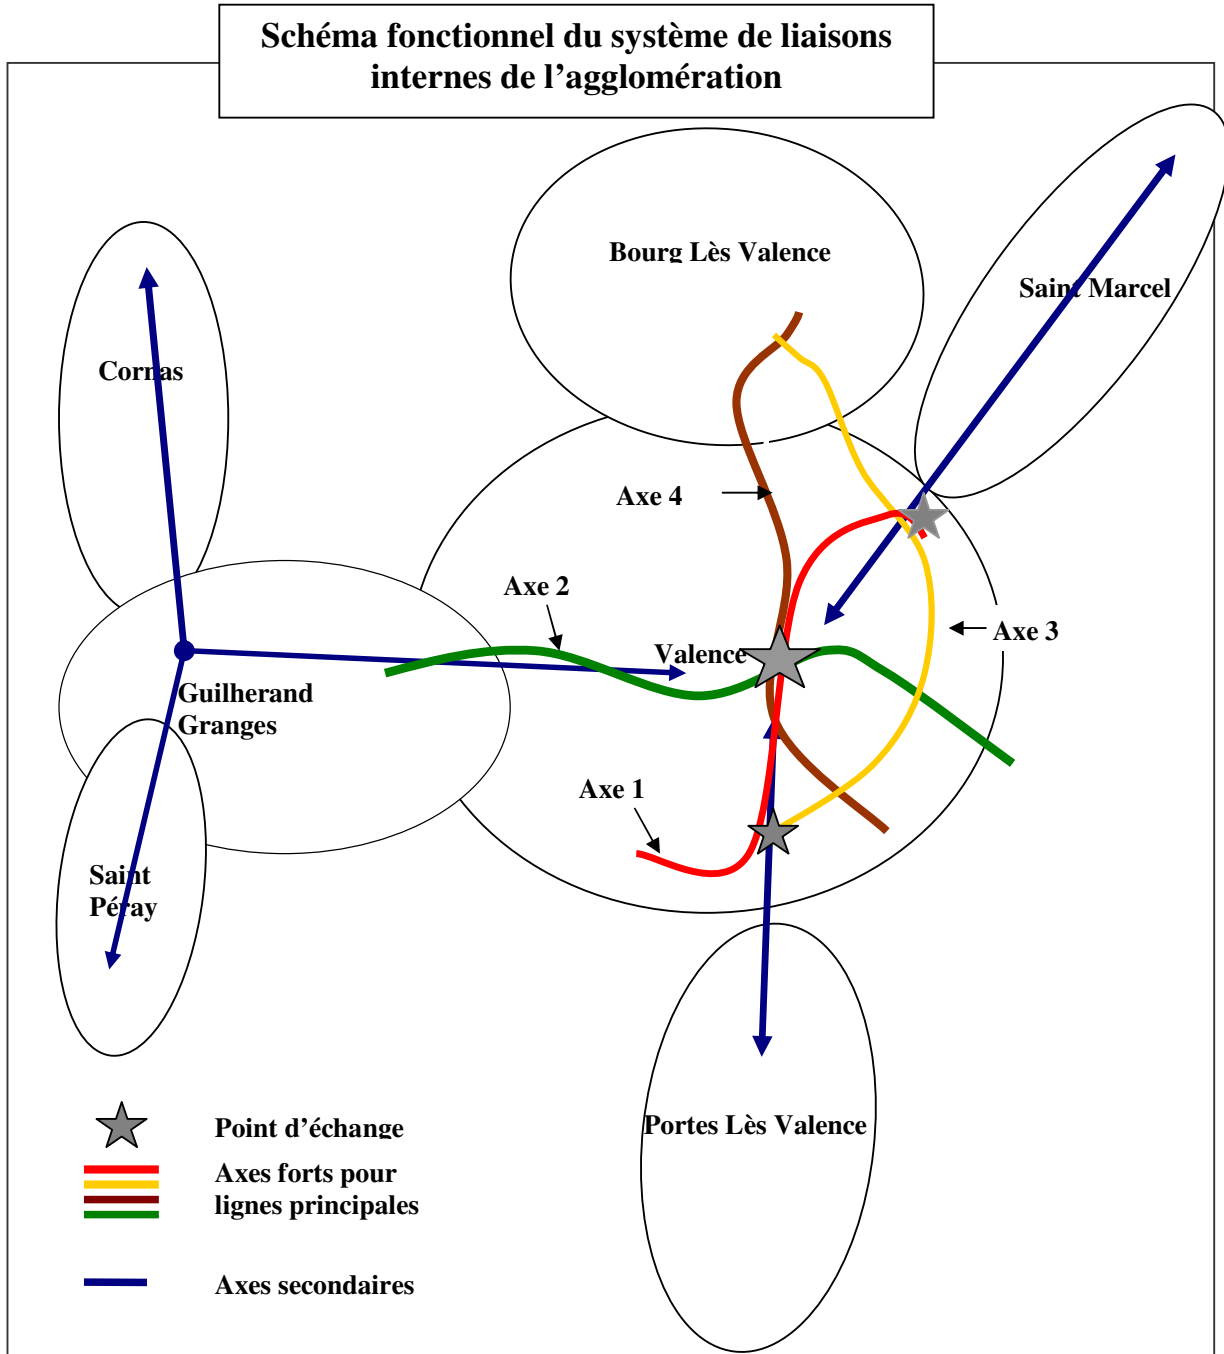 Schéma fonctionnel du système de liaisons
internes de l'agglomération
Bourg Lès Valence
Saint Marcel
Cornas
Axe 4
Axe 2
Valence
Axe 3
Guilherand
Granges
Axe 1
Saint
Péray
Portes Lès Valence
Point d'échange
Axes forts pour
lignes principales
Axes secondaires